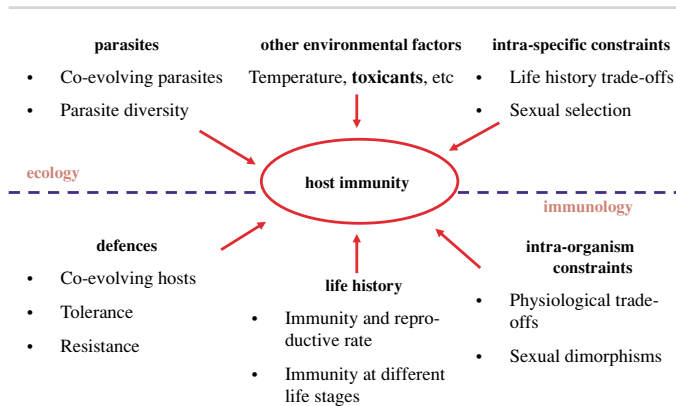 parasites
• Co-evolving parasites
• Parasite diversity
other environmental factors
Temperature, toxicants, etc
intra-specific constraints
• Life history trade-offs
• Sexual selection
ecology
host immunity
immunology
defences
• Co-evolving hosts
• Tolerance
• Resistance
life history
• Immunity and repro-
ductive rate
• Immunity at different
life stages
intra-organism
constraints
• Physiological trade-
offs
• Sexual dimorphisms